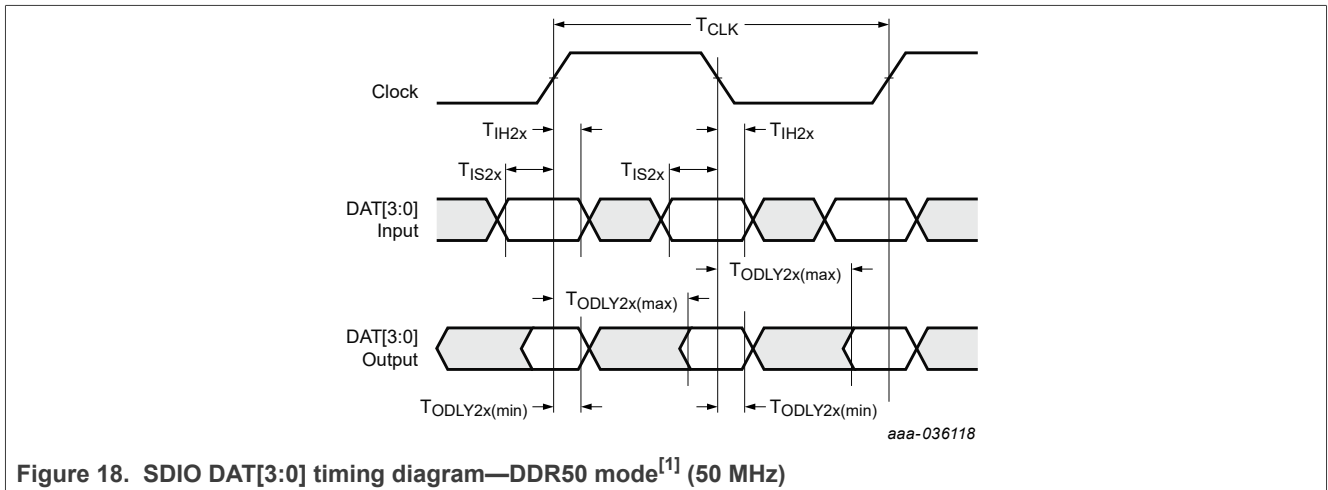 TCLK
Clock
TIH2x
TIH2x
TIS2x
TIS2x
DAT[3:0]
Input
TODLY2x(max)
TODLY2x(max)
DAT[3:0]
Output
TODLY2x(min)
TODLY2x(min)
aaa-036118
Figure 18. SDIO DAT[3:0] timing diagram—DDR50 mode[1] (50 MHz)